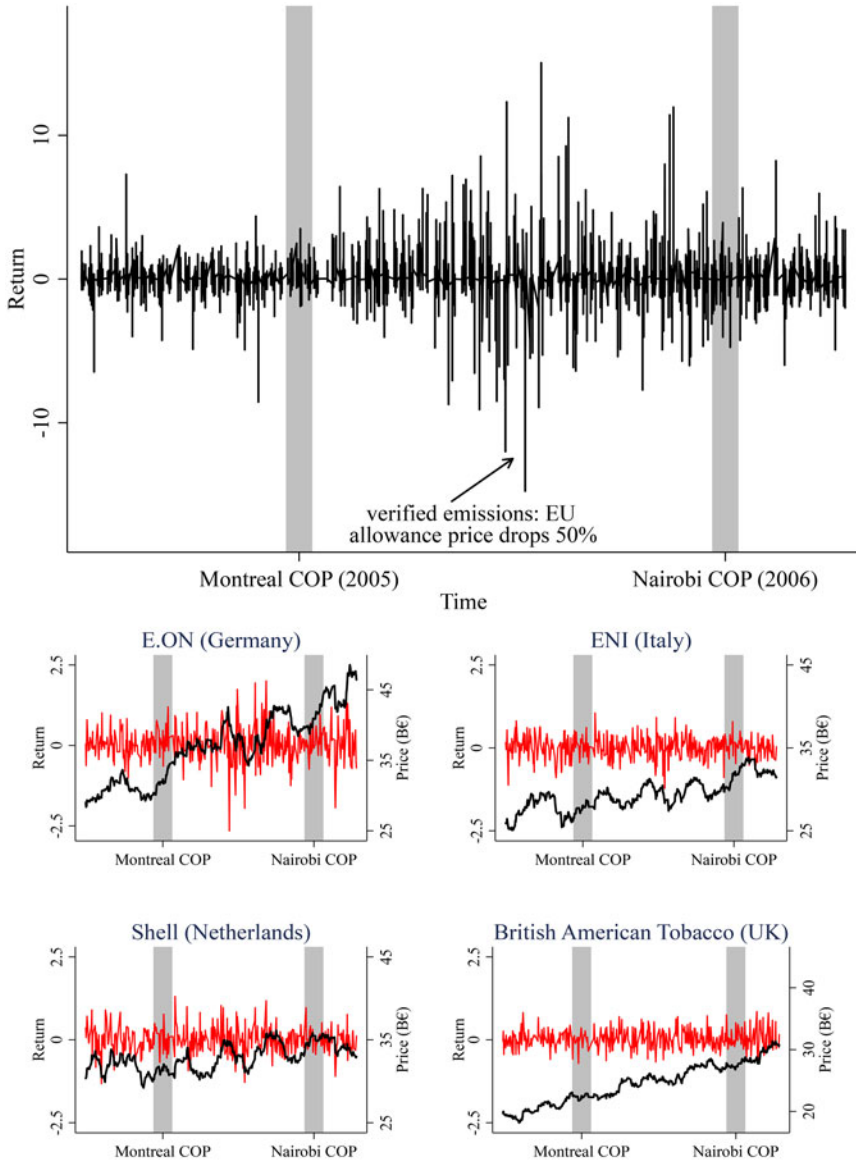 10
0
-10
Return
verified emissions: EU
allowance price drops 50%
Montreal COP (2005)
Nairobi COP (2006)
Time
E.ON (Germany)
2.5
0
-2.5
Return
45
35
25
Price (B€)
Montreal COP
Nairobi COP
ENI (Italy)
2.5
0
-2.5
Return
45
35
25
Price (B€)
Montreal COP
Nairobi COP
Shell (Netherlands)
2.5
0
-2.5
Return
45
35
25
Price (B€)
Montreal COP
Nairobi COP
British American Tobacco (UK)
2.5
0
-2.5
Return
40
30
20
Price (B€)
Montreal COP
Nairobi COP